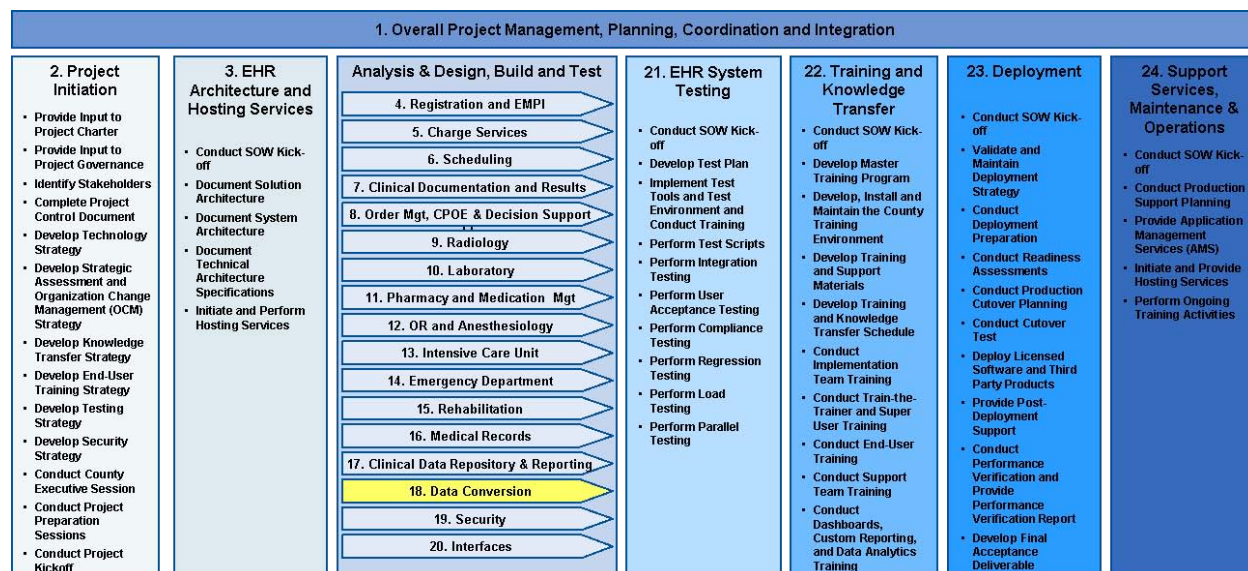 1. Overall Project Management, Planning, Coordination and Integration
2. Project
Initiation
• Provide Input to
Project Charter
• Provide Input to
Project Governance
• Identify Stakeholders
• Complete Project
Control Document
• Develop Technology
Strategy
• Develop Strategic
Assessment and
Organization Change
Management (OCM)
Strategy
• Develop Knowledge
Transfer Strategy
• Develop End-User
Training Strategy
• Develop Testing
Strategy
• Develop Security
Strategy
• Conduct County
Executive Session
• Conduct Project
Preparation
Sessions
• Conduct Project
Kickoff
3. EHR
Architecture and
Hosting Services
• Conduct SOW Kick-
off
• Document Solution
Architecture
• Document System
Architecture
• Document
Technical
Architecture
Specifications
• Initiate and Perform
Hosting Services
Analysis & Design, Build and Test
4. Registration and EMPI
5. Charge Services
6. Scheduling
7. Clinical Documentation and Results
8. Order Mgt, CPOE & Decision Support
9. Radiology
10. Laboratory
11. Pharmacy and Medication Mgt
12. OR and Anesthesiology
13. Intensive Care Unit
14. Emergency Department
15. Rehabilitation
16. Medical Records
17. Clinical Data Repository & Reporting
18. Data Conversion
19. Security
20. Interfaces
21. EHR System
Testing
• Conduct SOW Kick-
off
• Develop Test Plan
• Implement Test
Tools and Test
Environment and
Conduct Training
• Perform Test Scripts
• Perform Integration
Testing
• Perform User
Acceptance Testing
• Perform Compliance
Testing
• Perform Regression
Testing
• Perform Load
Testing
• Perform Parallel
Testing
22. Training and
Knowledge
Transfer
• Conduct SOW Kick-
off
• Develop Master
Training Program
• Develop, Install and
Maintain the County
Training
Environment
• Develop Training
and Support
Materials
• Develop Training
and Knowledge
Transfer Schedule
• Conduct
Implementation
Team Training
• Conduct Train-the-
Trainer and Super
User Training
• Conduct End-User
Training
• Conduct Support
Team Training
• Conduct
Dashboards,
Custom Reporting,
and Data Analytics
Training
23. Deployment
• Conduct SOW Kick-
off
• Validate and
Maintain
Deployment
Strategy
• Conduct
Deployment
Preparation
• Conduct Readiness
Assessments
• Conduct Production
Cutover Planning
• Conduct Cutover
Test
• Deploy Licensed
Software and Third
Party Products
• Provide Post-
Deployment
Support
• Conduct
Performance
Verification and
Provide
Performance
Verification Report
• Develop Final
Acceptance
Deliverable
24. Support
Services,
Maintenance &
Operations
• Conduct SOW Kick-
off
• Conduct Production
Support Planning
• Provide Application
Management
Services (AMS)
• Initiate and Provide
Hosting Services
• Perform Ongoing
Training Activities